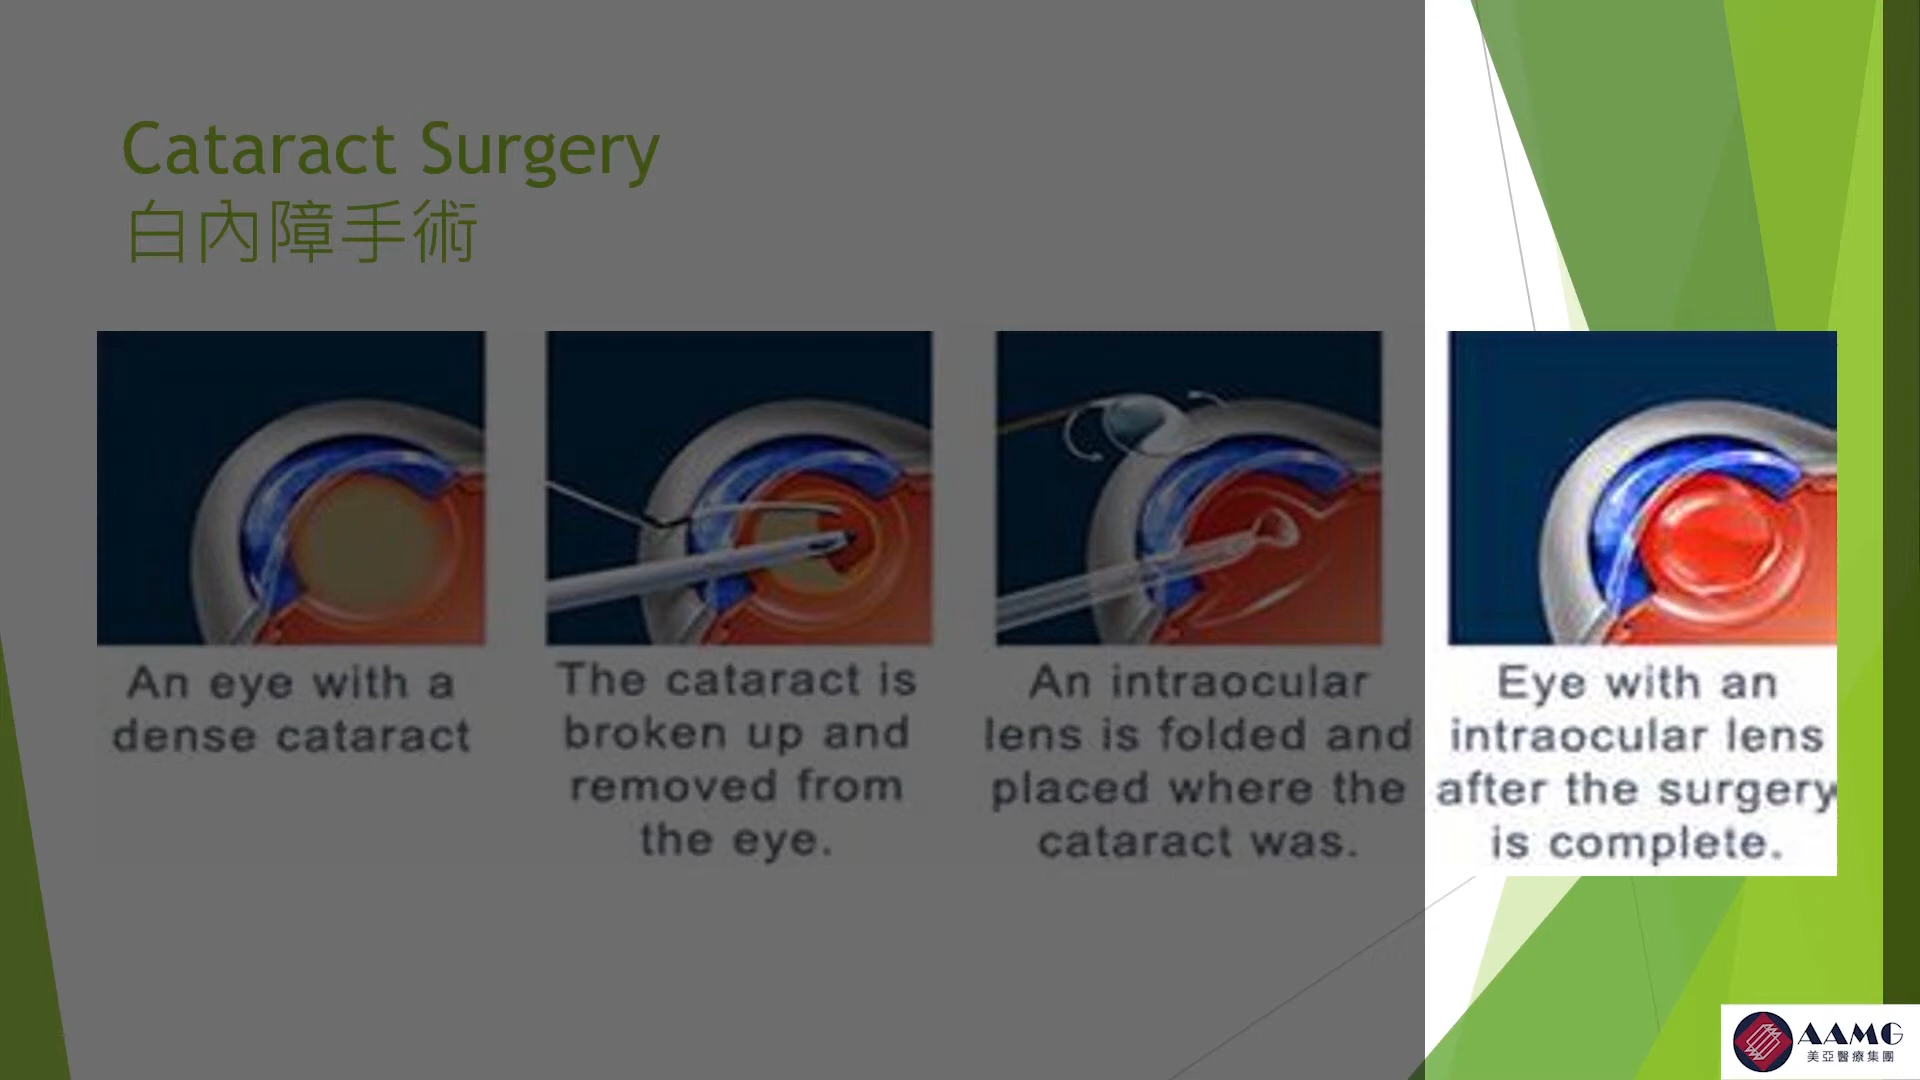 Cataract Surgery
白內障手術
An eye with a
dense cataract
The cataract is
broken up and
removed from
the eye.
An intraocular
lens is folded and
placed where the
cataract was.
Eye with an
intraocular lens
after the surgery
is complete.
AAMG
美亞醫療集團